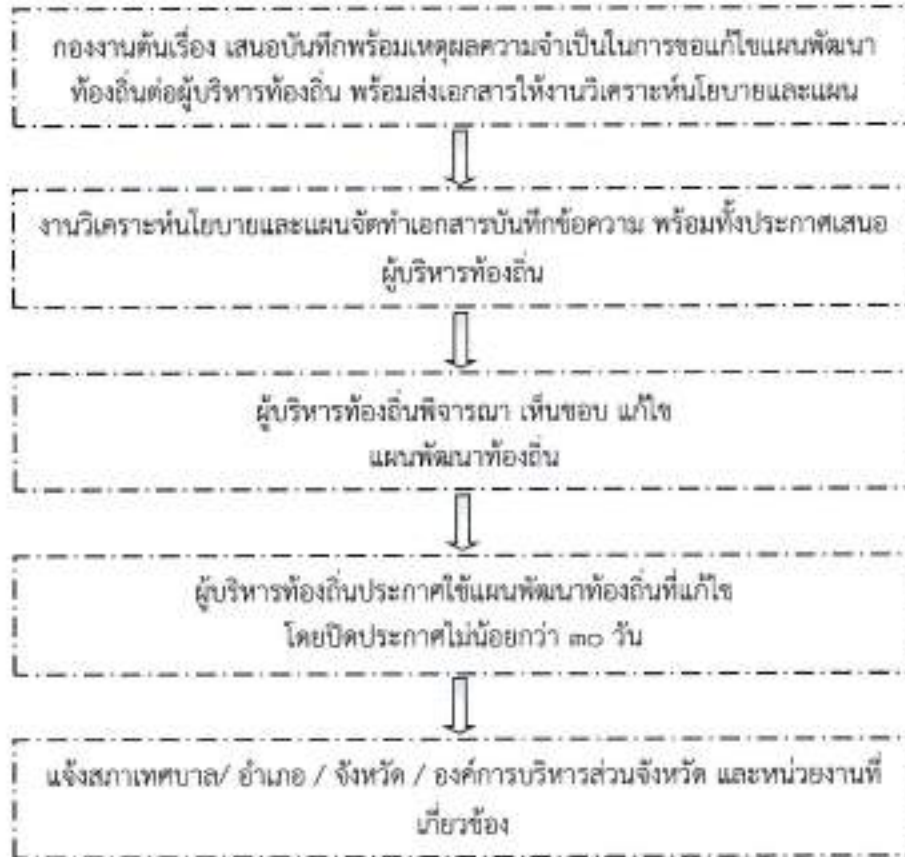 กองงานต้นเรื่อง เสนอบันทึกพร้อมเหตุผลความจำเป็นในการขอแก้ไขแผนพัฒนา
ท้องถิ่นต่อผู้บริหารท้องถิ่น พร้อมส่งเอกสารให้งานวิเคราะห์นโยบายและแผน
งานวิเคราะห์นโยบายและแผนจัดทำเอกสารบันทึกข้อความ พร้อมทั้งประกาศเสนอ
ผู้บริหารท้องถิ่น
ผู้บริหารท้องถิ่นพิจารณา เห็นชอบ แก้ไข
แผนพัฒนาท้องถิ่น
ผู้บริหารท้องถิ่นประกาศใช้แผนพัฒนาท้องถิ่นที่แก้ไข
โดยปิดประกาศไม่น้อยกว่า ๓๐ วัน
แจ้งสภาเทศบาล/ อำเภอ / จังหวัด / องค์การบริหารส่วนจังหวัด และหน่วยงานที่
เกี่ยวข้อง